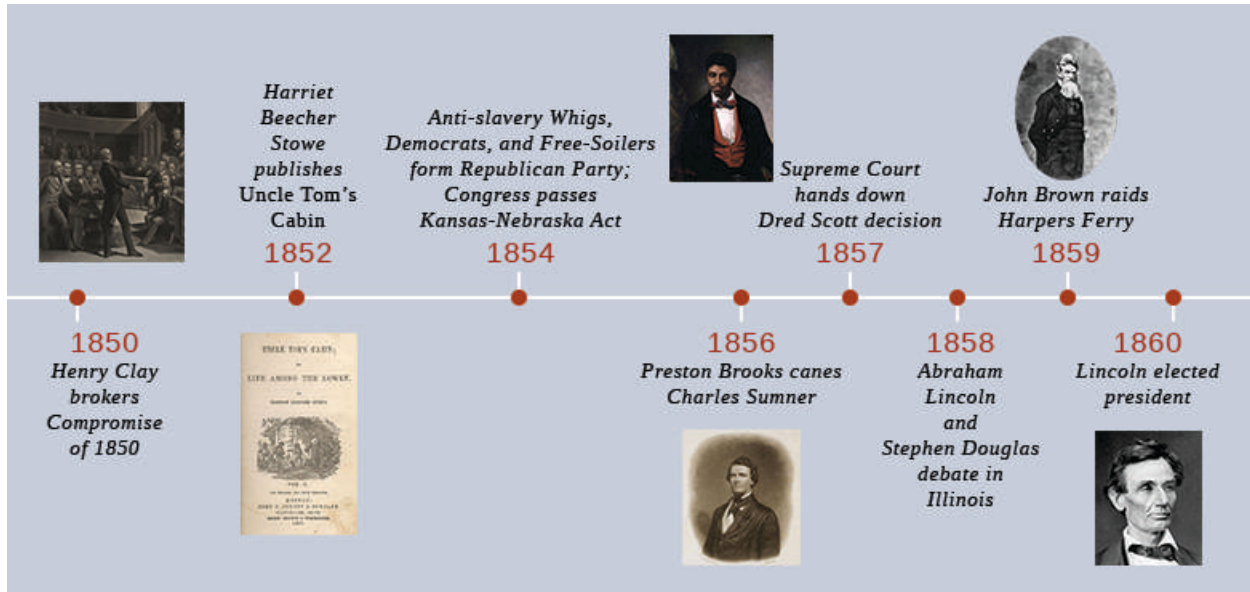 Harriet
Beecher
Stowe
publishes
Uncle Tom's
Cabin
1852
Anti-slavery Whigs,
Democrats, and Free-Soilers
form Republican Party;
Congress passes
Kansas-Nebraska Act
1854
Supreme Court
hands down
Dred Scott decision
1857
John Brown raids
Harpers Ferry
1859
1850
Henry Clay
brokers
Compromise
of 1850
UNCLE TOM'S CABIN;
LIFE AMONG THE LOWLY.
1856
Preston Brooks canes
Charles Sumner
1858
Abraham
Lincoln
and
Stephen Douglas
debate in
Illinois
1860
Lincoln elected
president